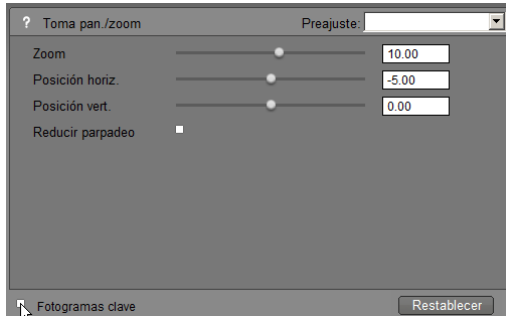 ? Toma pan./zoom Preajuste:
Zoom 10.00
Posición horiz. -5.00
Posición vert. 0.00
Reducir parpadeo
Fotogramas clave Restablecer